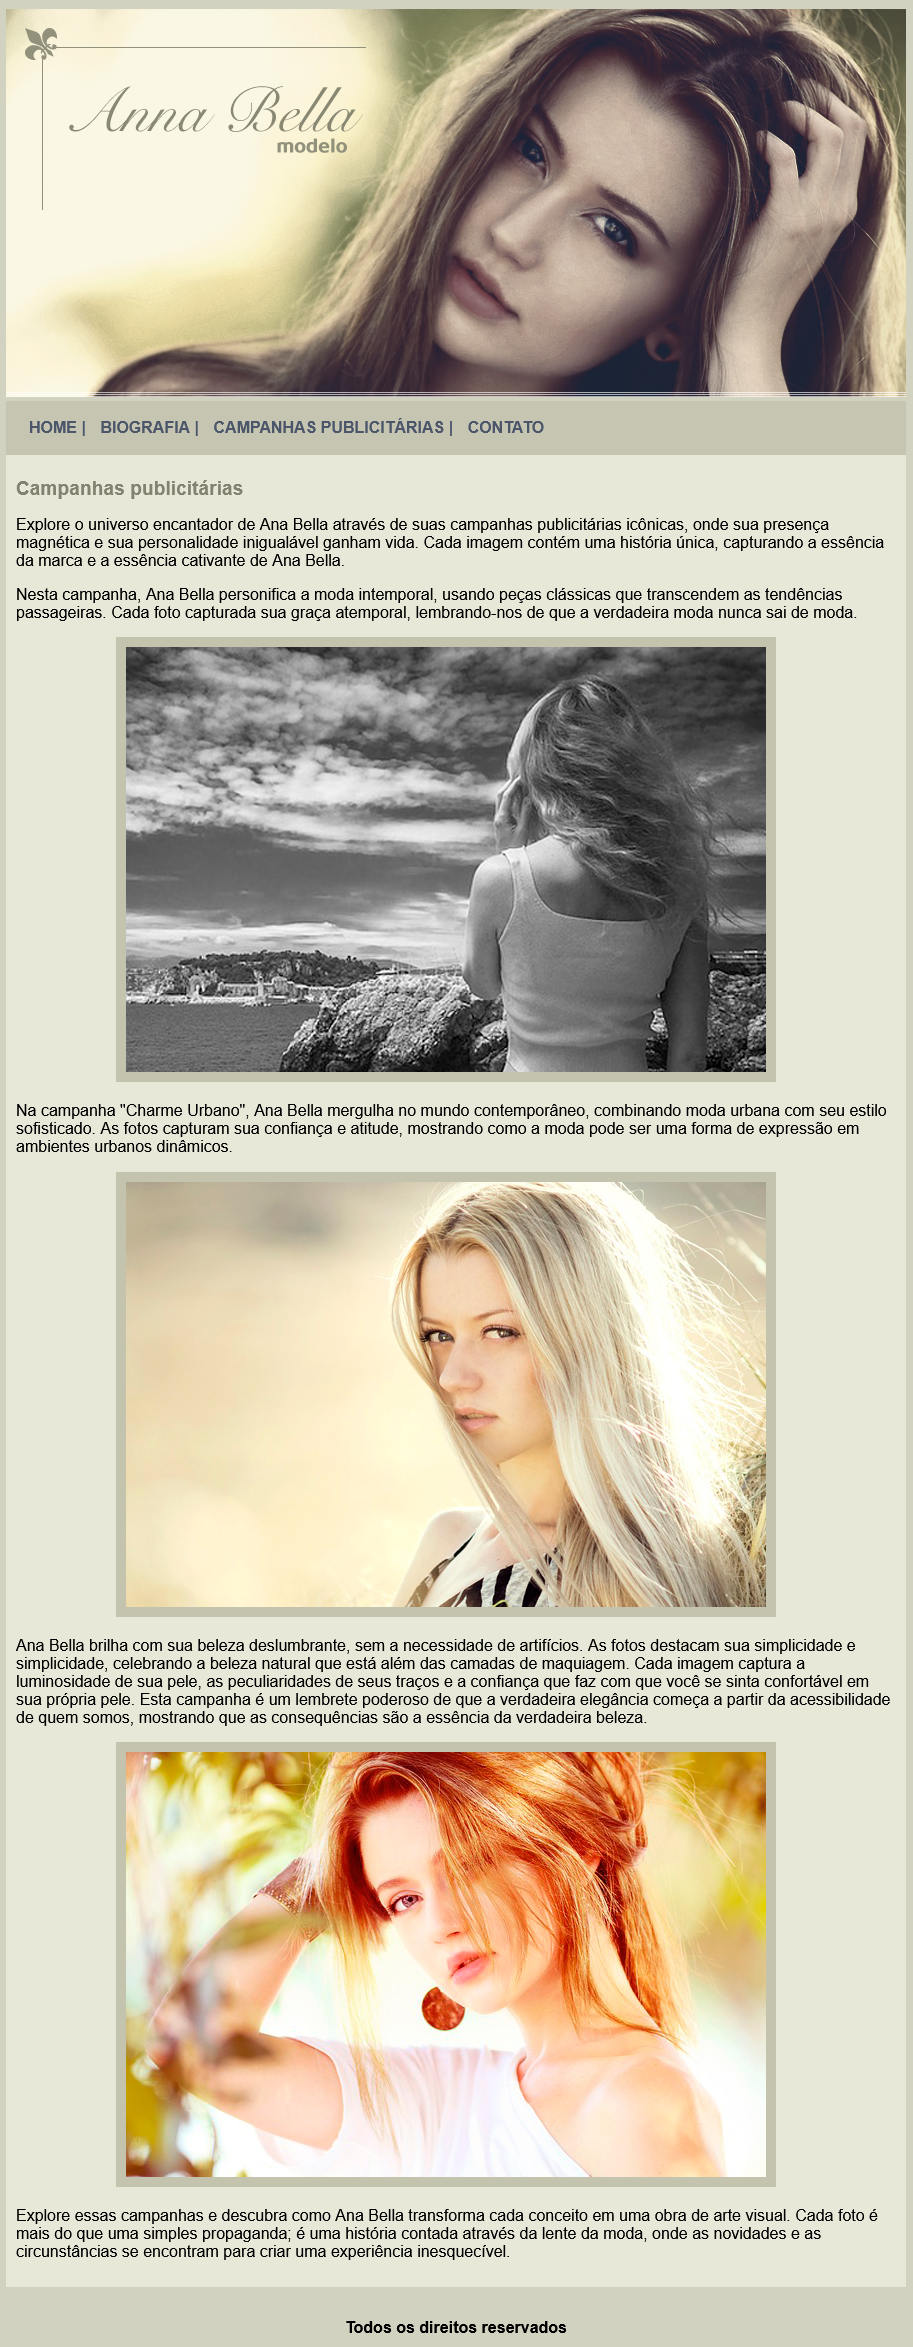 Anna Bella
modelo
HOME | BIOGRAFIA | CAMPANHAS PUBLICITÁRIAS | CONTATO
Campanhas publicitárias
Explore o universo encantador de Ana Bella através de suas campanhas publicitárias icônicas, onde sua presença
magnética e sua personalidade inigualável ganham vida. Cada imagem contém uma história única, capturando a essência
da marca e a essência cativante de Ana Bella.
Nesta campanha, Ana Bella personifica a moda intemporal, usando peças clássicas que transcendem as tendências
passageiras. Cada foto capturada sua graça atemporal, lembrando-nos de que a verdadeira moda nunca sai de moda.
Na campanha "Charme Urbano", Ana Bella mergulha no mundo contemporâneo, combinando moda urbana com seu estilo
sofisticado. As fotos capturam sua confiança e atitude, mostrando como a moda pode ser uma forma de expressão em
ambientes urbanos dinâmicos.
Ana Bella brilha com sua beleza deslumbrante, sem a necessidade de artifícios. As fotos destacam sua simplicidade e
simplicidade, celebrando a beleza natural que está além das camadas de maquiagem. Cada imagem captura a
luminosidade de sua pele, as peculiaridades de seus traços e a confiança que faz com que você se sinta confortável em
sua própria pele. Esta campanha é um lembrete poderoso de que a verdadeira elegância começa a partir da acessibilidade
de quem somos, mostrando que as consequências são a essência da verdadeira beleza.
Explore essas campanhas e descubra como Ana Bella transforma cada conceito em uma obra de arte visual. Cada foto é
mais do que uma simples propaganda; é uma história contada através da lente da moda, onde as novidades e as
circunstâncias se encontram para criar uma experiência inesquecível.
Todos os direitos reservados